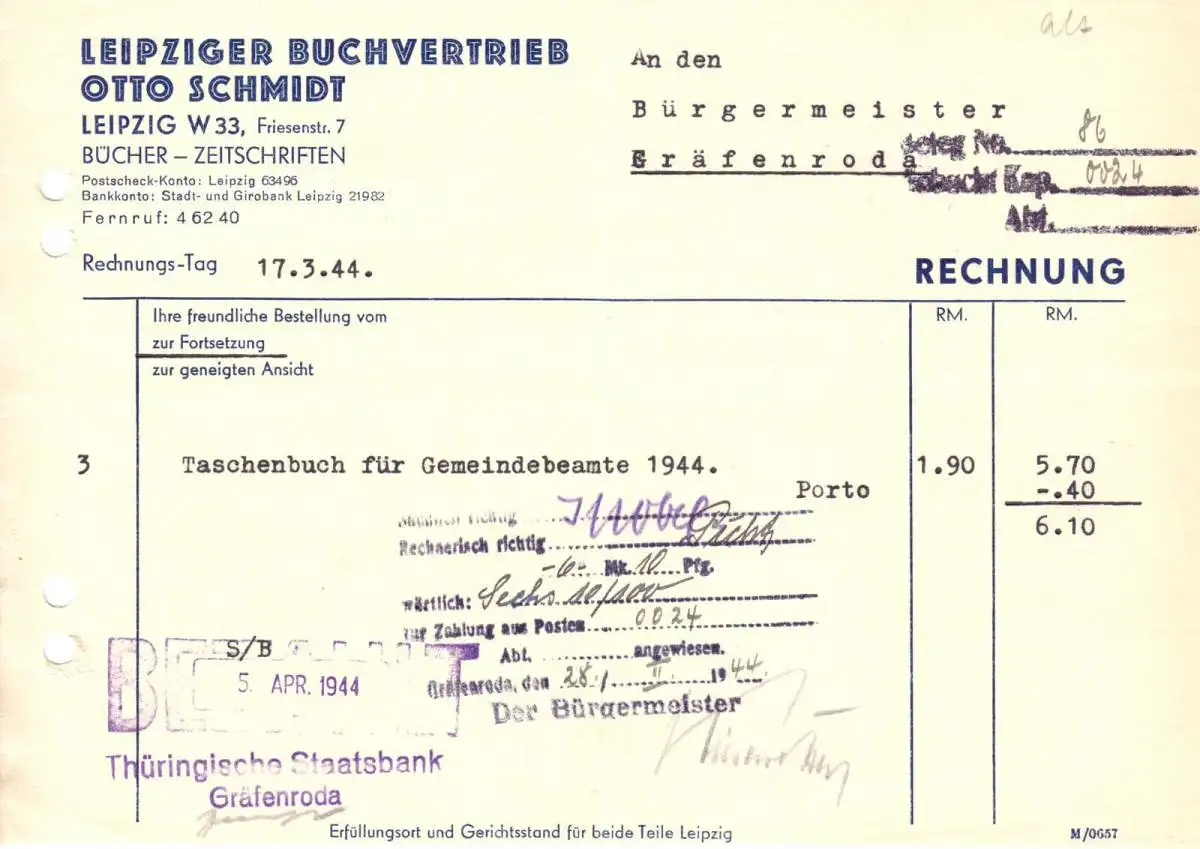 LEIPZIGER BUCHVERTRIEB
OTTO SCHMIDT
LEIPZIG W 33, Friesenstr. 7
BÜCHER – ZEITSCHRIFTEN
Postscheck-Konto: Leipzig 63496
Bankkonto: Stadt- und Girobank Leipzig 21982
Fernruf: 4 62 40
An den
Bürgermeister
Gräfenroda
No. 86
Kap. 0024
Abt.
Rechnungs-Tag 17.3.44.
RECHNUNG
Ihre freundliche Bestellung vom
zur Fortsetzung
zur geneigten Ansicht
RM. RM.
3 Taschenbuch für Gemeindebeamte 1944. 1.90 5.70
Porto -.40
6.10
richtig
Rechnerisch richtig
-6- Mk. 10 Pfg.
wörtlich: Sechs 10/100
zur Zahlung aus Posten 0024
Abt. angewiesen.
Gräfenroda, den 28./ 1944
Der Bürgermeister
S/B
BEZAHLT
5. APR. 1944
Thüringische Staatsbank
Gräfenroda
Erfüllungsort und Gerichtsstand für beide Teile Leipzig
M/0657